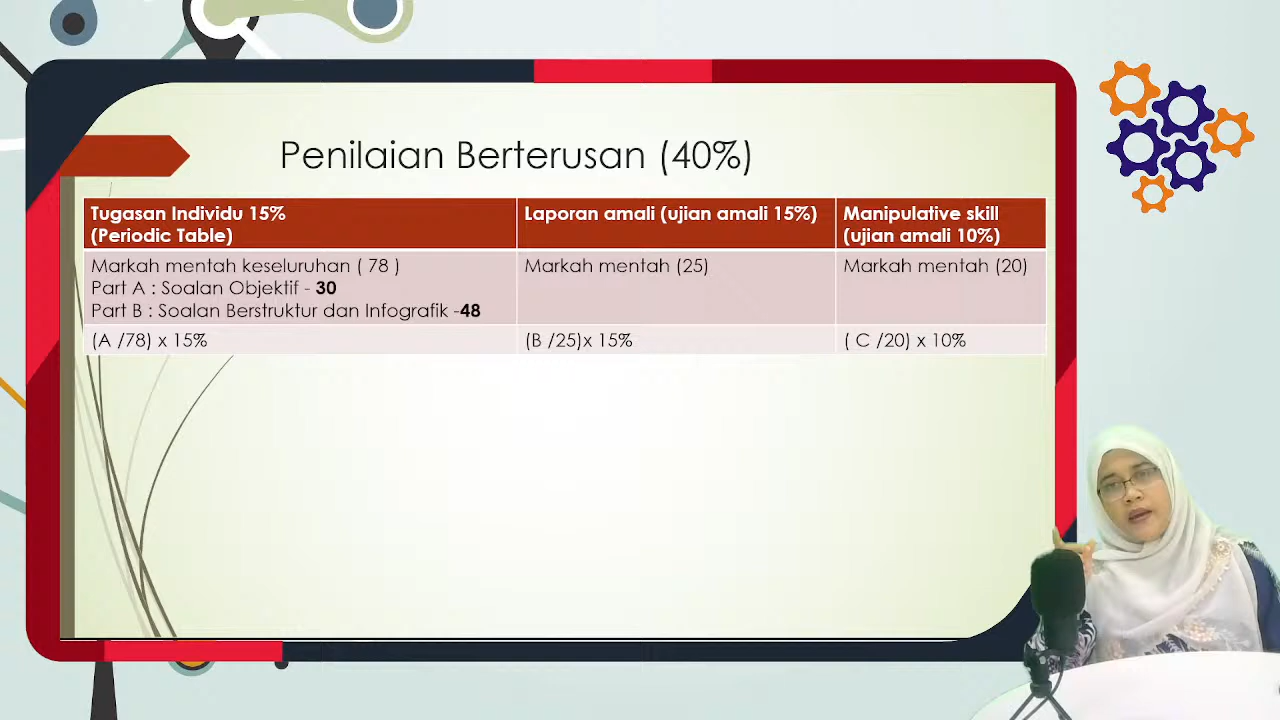 Penilaian Berterusan (40%)
Tugasan Individu 15%
(Periodic Table)
Laporan amali (ujian amali 15%)
Manipulative skill
(ujian amali 10%)
Markah mentah keseluruhan ( 78 )
Part A : Soalan Objektif - 30
Part B : Soalan Berstruktur dan Infografik -48
Markah mentah (25)
Markah mentah (20)
(A /78) x 15%
(B /25)x 15%
( C /20) x 10%